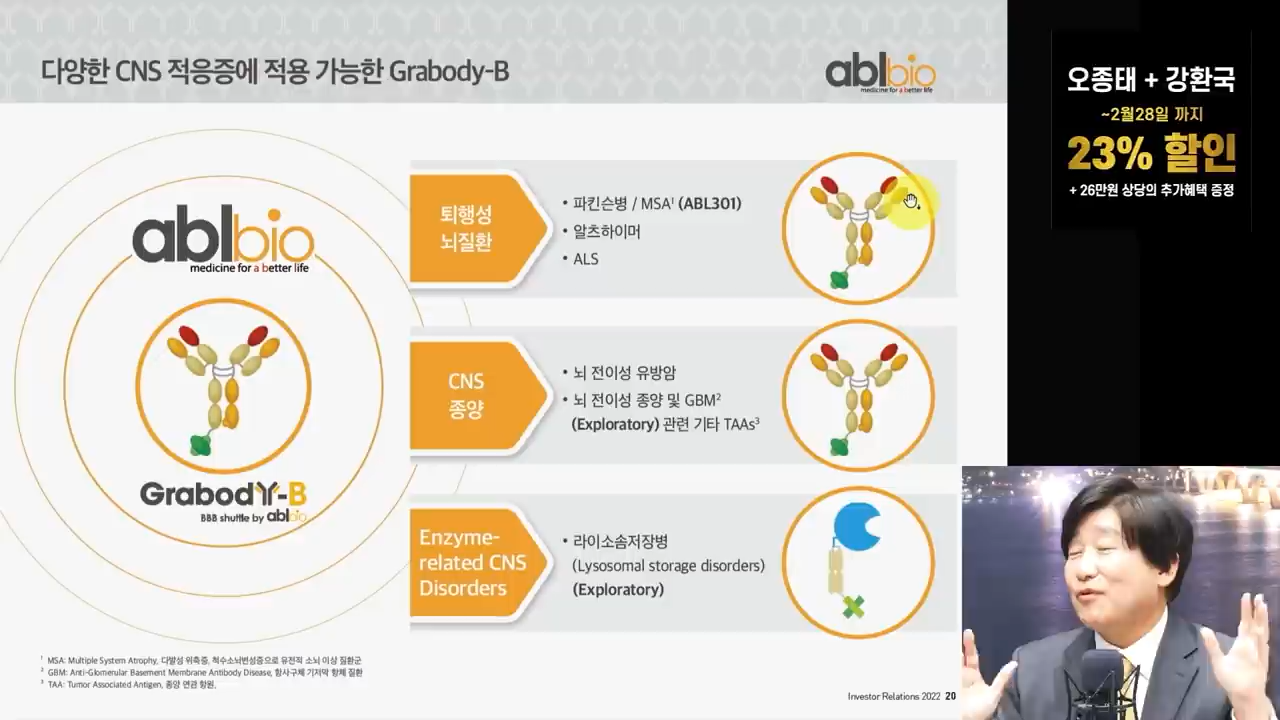 다양한 CNS 적응증에 적용 가능한 Grabody-B
ablbio
medicine for a better life
오종태 + 강환국
~2월28일 까지
23% 할인
+ 26만원 상당의 추가혜택 증정
ablbio
medicine for a better life
GrabodY-B
BBB shuttle by ablbio
퇴행성
뇌질환
• 파킨슨병 / MSA¹ (ABL301)
• 알츠하이머
• ALS
CNS
종양
• 뇌 전이성 유방암
• 뇌 전이성 종양 및 GBM²
(Exploratory) 관련 기타 TAAs³
Enzyme-
related CNS
Disorders
• 라이소솜저장병
(Lysosomal storage disorders)
(Exploratory)
¹ MSA: Multiple System Atrophy, 다발성 위축증, 척수소뇌변성증으로 유전적 소뇌 이상 질환군
² GBM: Anti-Glomerular Basement Membrane Antibody Disease, 항사구체 기저막 항체 질환
³ TAA: Tumor Associated Antigen, 종양 연관 항원.
Investor Relations 2022 20